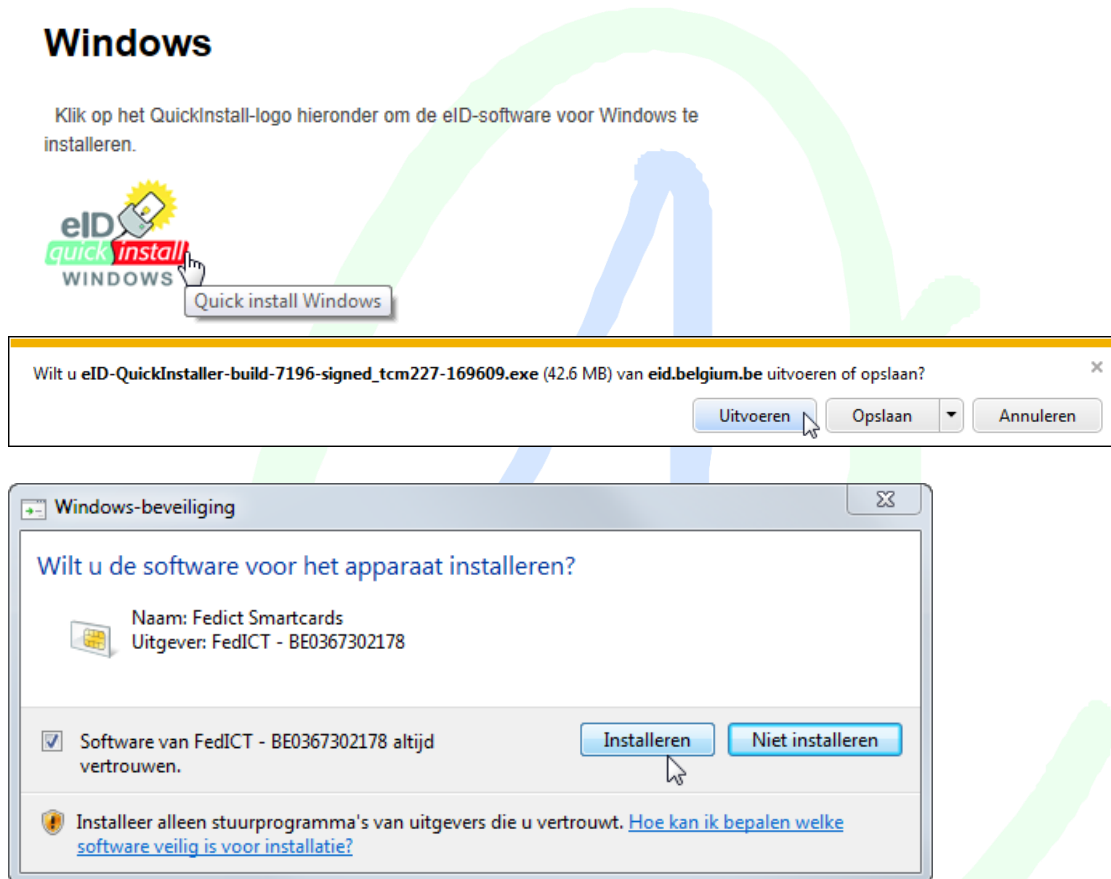 Windows
Klik op het QuickInstall-logo hieronder om de eID-software voor Windows te
installeren.
eID
quick install
WINDOWS
Quick install Windows
Wilt u eID-QuickInstaller-build-7196-signed_tcm227-169609.exe (42.6 MB) van eid.belgium.be uitvoeren of opslaan?
Uitvoeren Opslaan Annuleren
Windows-beveiliging
Wilt u de software voor het apparaat installeren?
Naam: Fedict Smartcards
Uitgever: FedICT - BE0367302178
Software van FedICT - BE0367302178 altijd
vertrouwen.
Installeren Niet installeren
Installeer alleen stuurprogramma's van uitgevers die u vertrouwt. Hoe kan ik bepalen welke
software veilig is voor installatie?